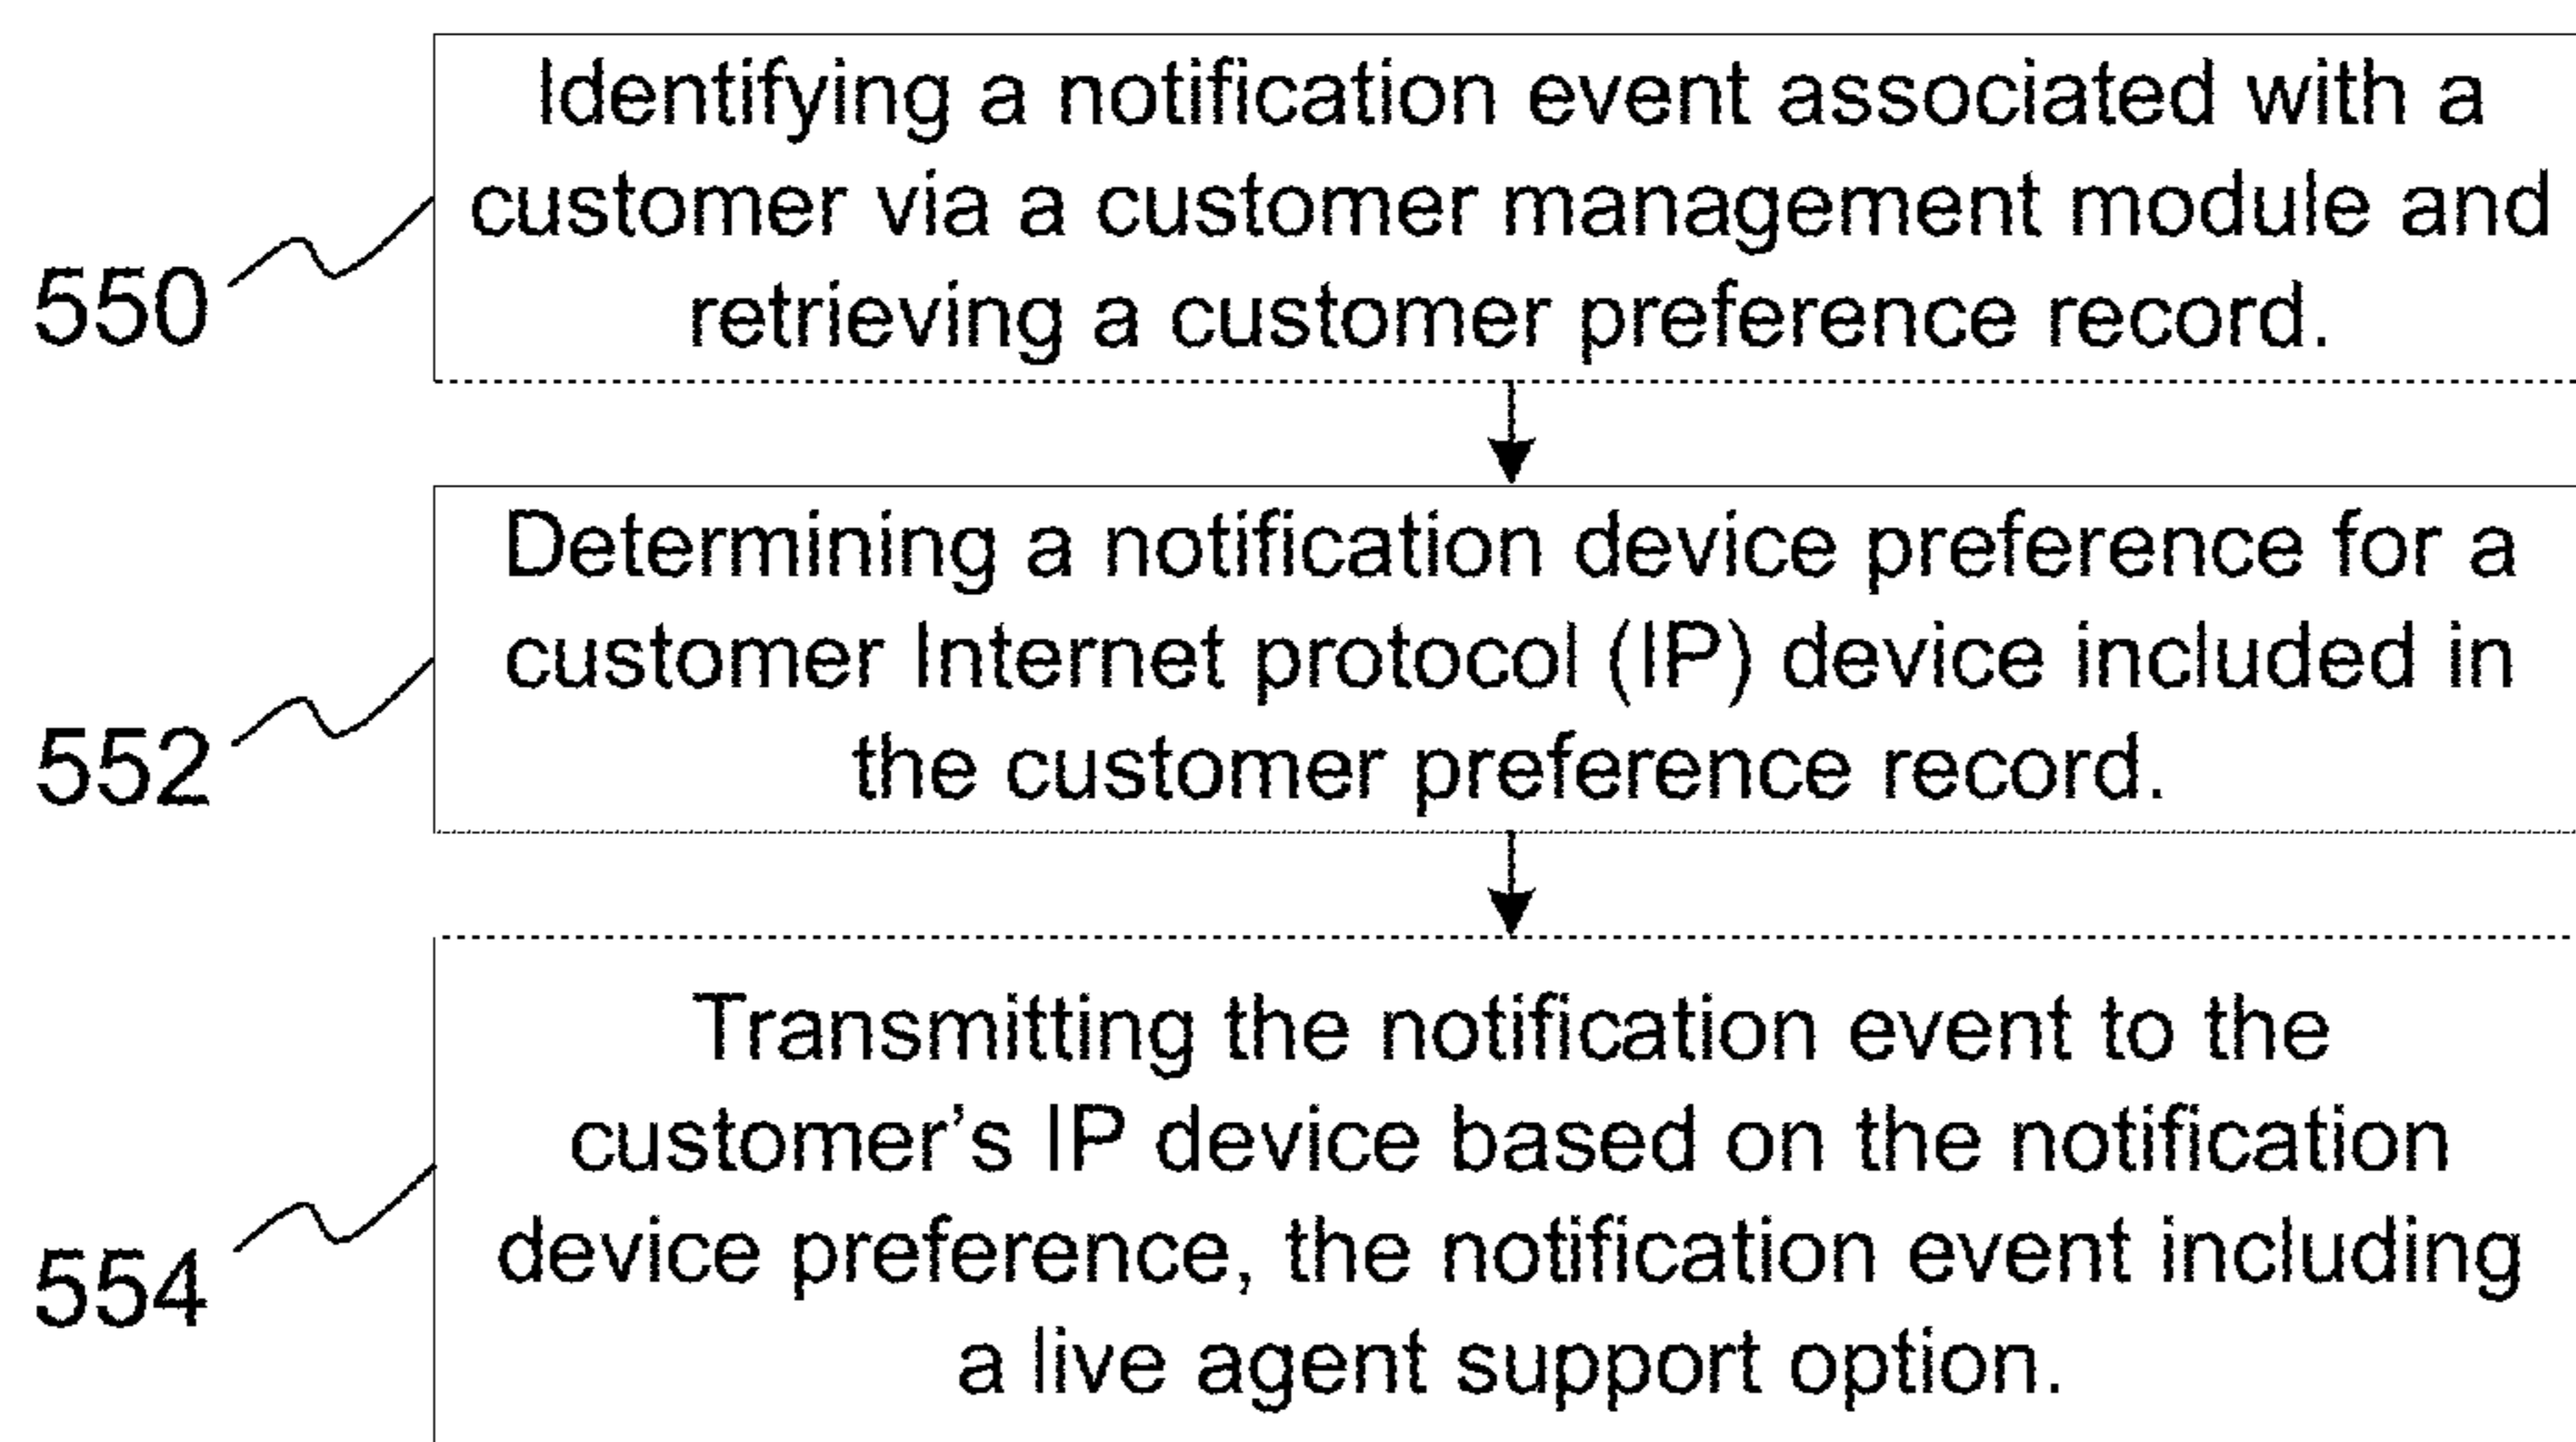 Identifying a notification event associated with a
customer via a customer management module and
retrieving a customer preference record.
550
Determining a notification device preference for a
customer Internet protocol (IP) device included in
the customer preference record.
552
Transmitting the notification event to the
customer’s IP device based on the notification
device preference, the notification event including
a live agent support option.
554